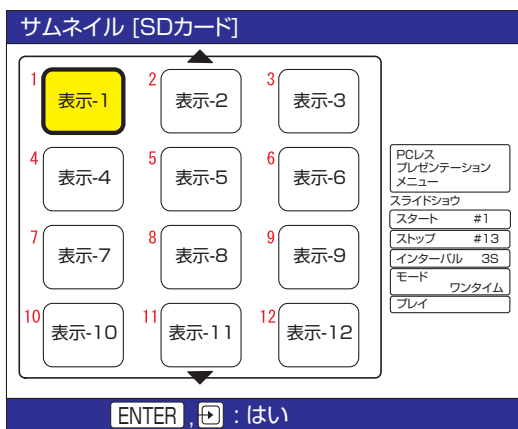 サムネイル [SDカード]
1 2 3
表示-1 表示-2 表示-3
4 5 6
表示-4 表示-5 表示-6
7 8 9
表示-7 表示-8 表示-9
10 11 12
表示-10 表示-11 表示-12
PCレス
プレゼンテーション
メニュー
スライドショウ
スタート #1
ストップ #13
インターバル 3S
モード
ワンタイム
プレイ
ENTER , : はい